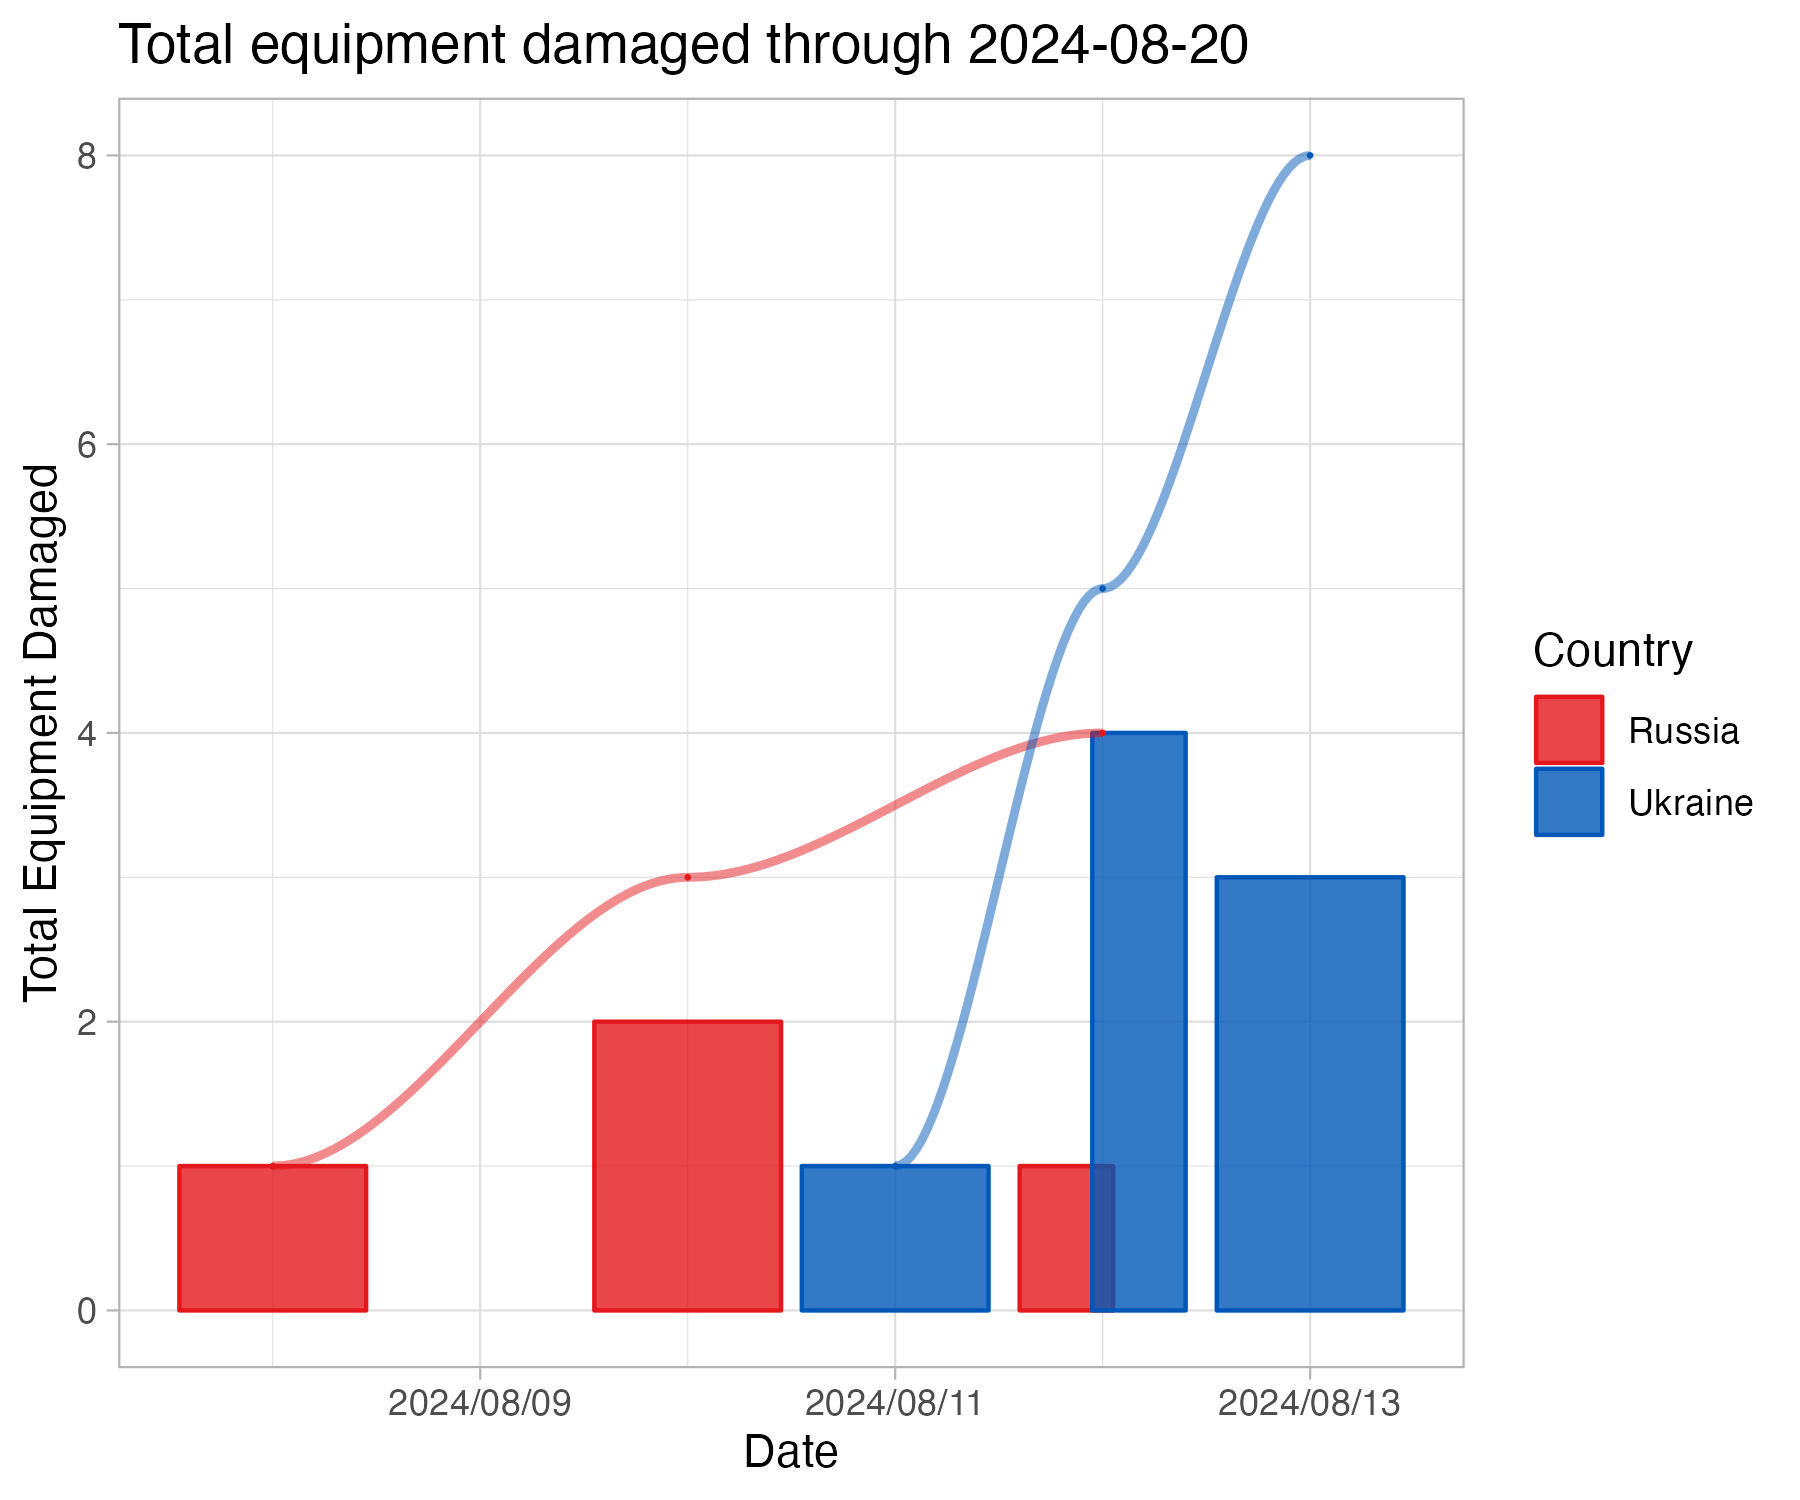 Total equipment damaged through 2024-08-20
Total Equipment Damaged
8
6
4
2
0
2024/08/09
2024/08/11
2024/08/13
Date
Country
Russia
Ukraine